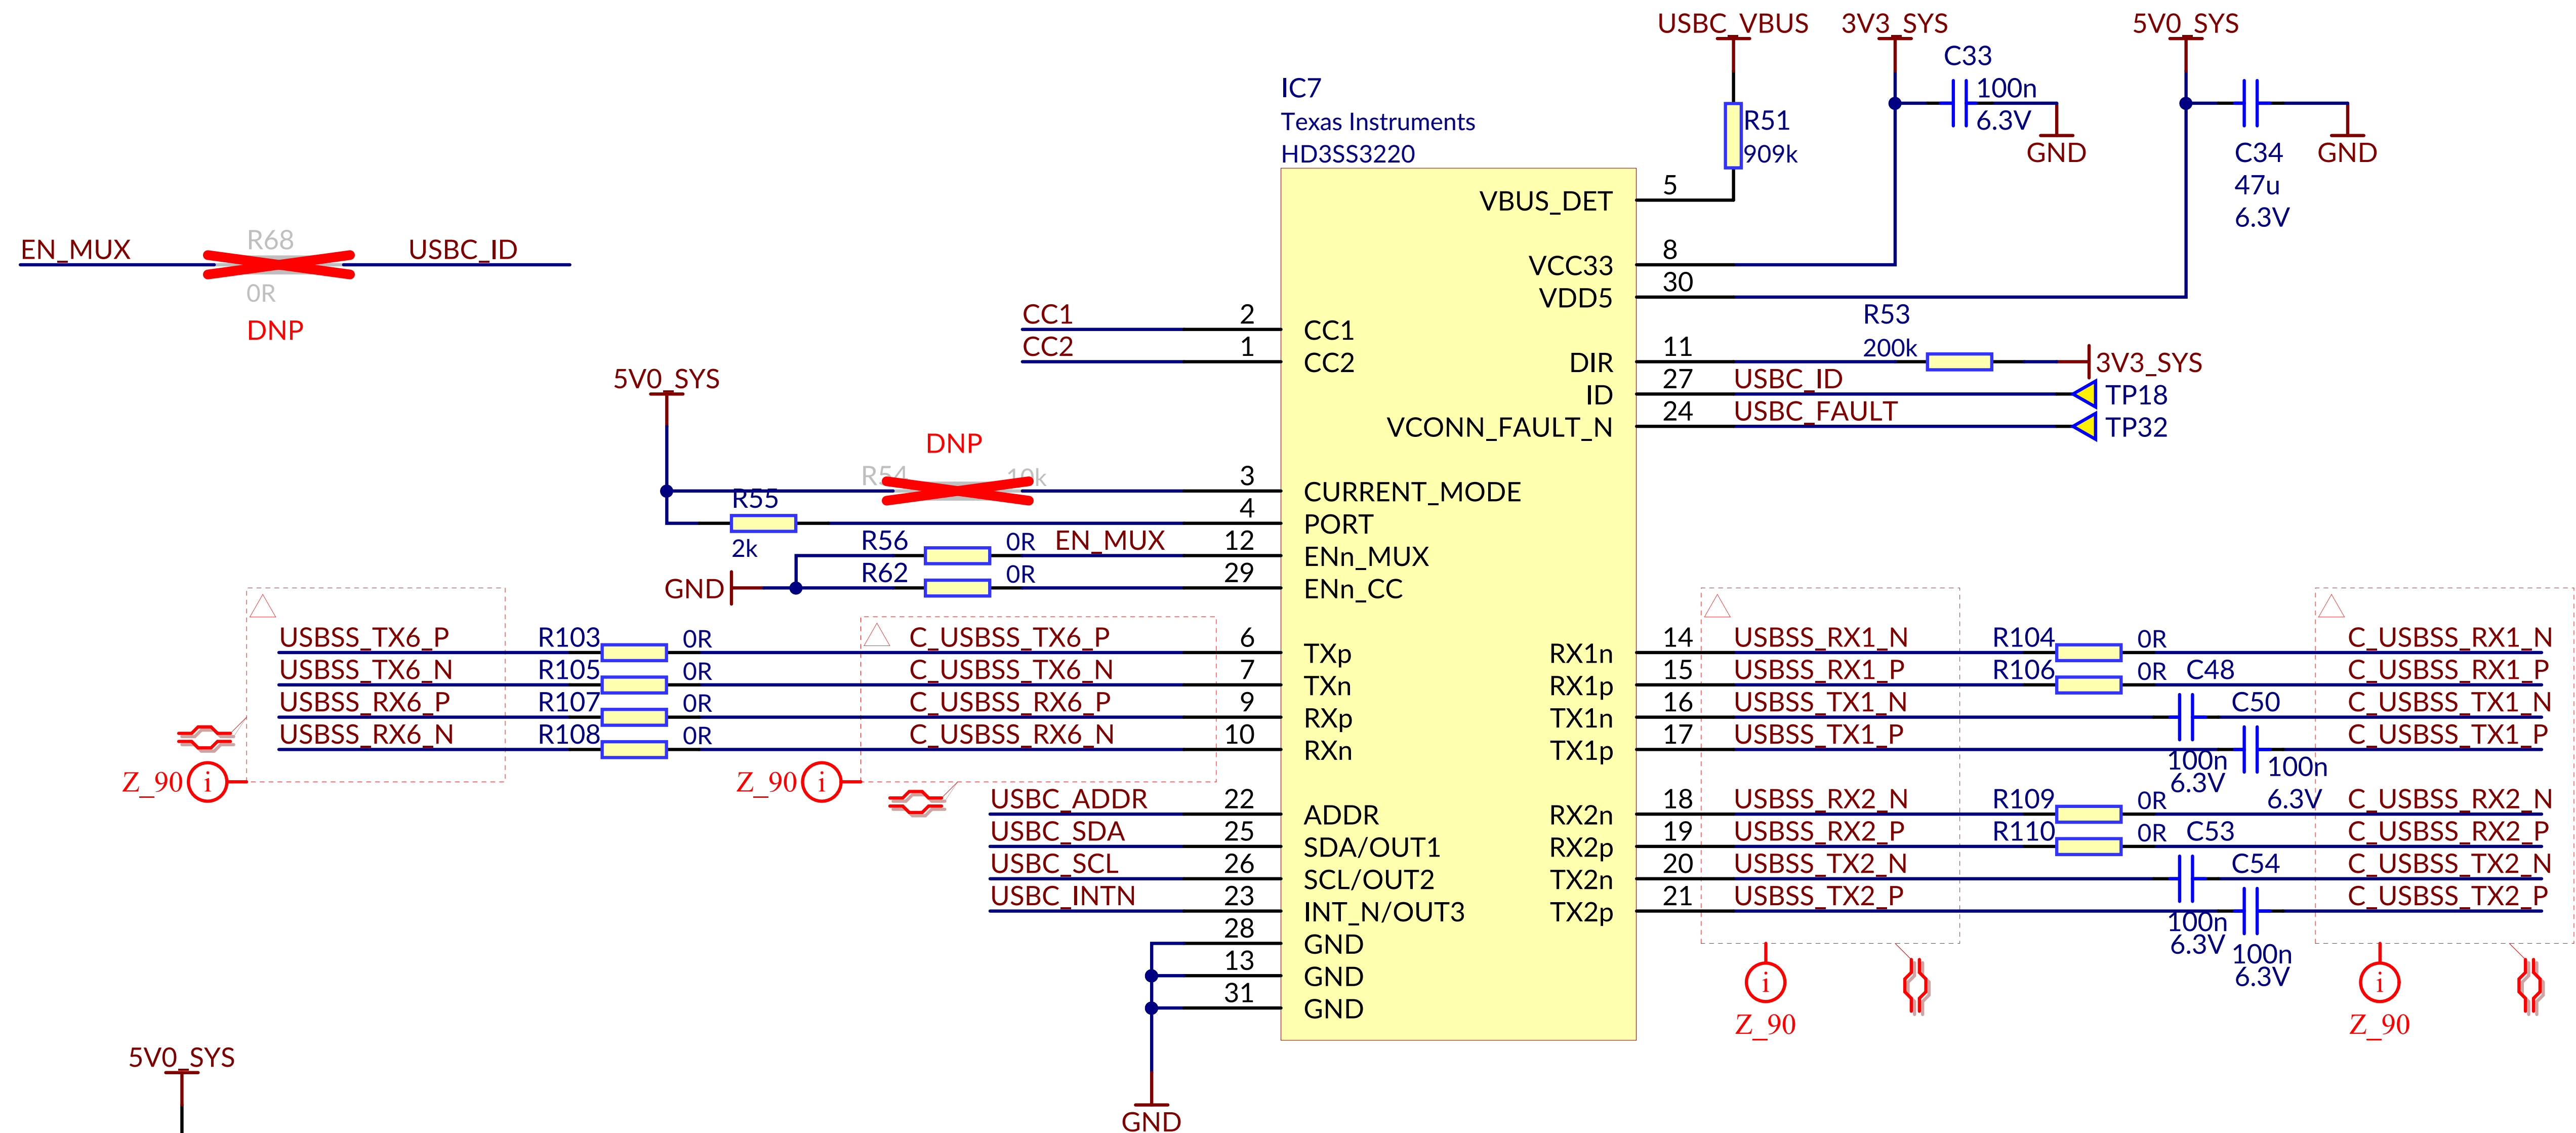 USBC_VBUS 3V3_SYS 5V0_SYS
C33
100n
6.3V
GND
C34
47u
6.3V
GND
R51
909k
IC7
Texas Instruments
HD3SS3220
EN_MUX R68 USBC_ID
0R
DNP
VBUS_DET 5
VCC33 8
VDD5 30
CC1 2 CC1
CC2 1 CC2
DIR 11 R53 200k 3V3_SYS
ID 27 USBC_ID TP18
VCONN_FAULT_N 24 USBC_FAULT TP32
5V0_SYS
DNP
R54 10k 3 CURRENT_MODE
R55 2k 4 PORT
R56 0R EN_MUX 12 ENn_MUX
GND R62 0R 29 ENn_CC
USBSS_TX6_P R103 0R C_USBSS_TX6_P 6 TXp
USBSS_TX6_N R105 0R C_USBSS_TX6_N 7 TXn
USBSS_RX6_P R107 0R C_USBSS_RX6_P 9 RXp
USBSS_RX6_N R108 0R C_USBSS_RX6_N 10 RXn
Z_90 i Z_90 i
RX1n 14 USBSS_RX1_N R104 0R C_USBSS_RX1_N
RX1p 15 USBSS_RX1_P R106 0R C48 C_USBSS_RX1_P
TX1n 16 USBSS_TX1_N C50 C_USBSS_TX1_N
TX1p 17 USBSS_TX1_P C_USBSS_TX1_P
100n
6.3V
100n
6.3V
USBC_ADDR 22 ADDR
USBC_SDA 25 SDA/OUT1
USBC_SCL 26 SCL/OUT2
USBC_INTN 23 INT_N/OUT3
28 GND
13 GND
31 GND
GND
RX2n 18 USBSS_RX2_N R109 0R C_USBSS_RX2_N
RX2p 19 USBSS_RX2_P R110 0R C53 C_USBSS_RX2_P
TX2n 20 USBSS_TX2_N C54 C_USBSS_TX2_N
TX2p 21 USBSS_TX2_P C_USBSS_TX2_P
100n
6.3V
100n
6.3V
i i
Z_90 Z_90
5V0_SYS